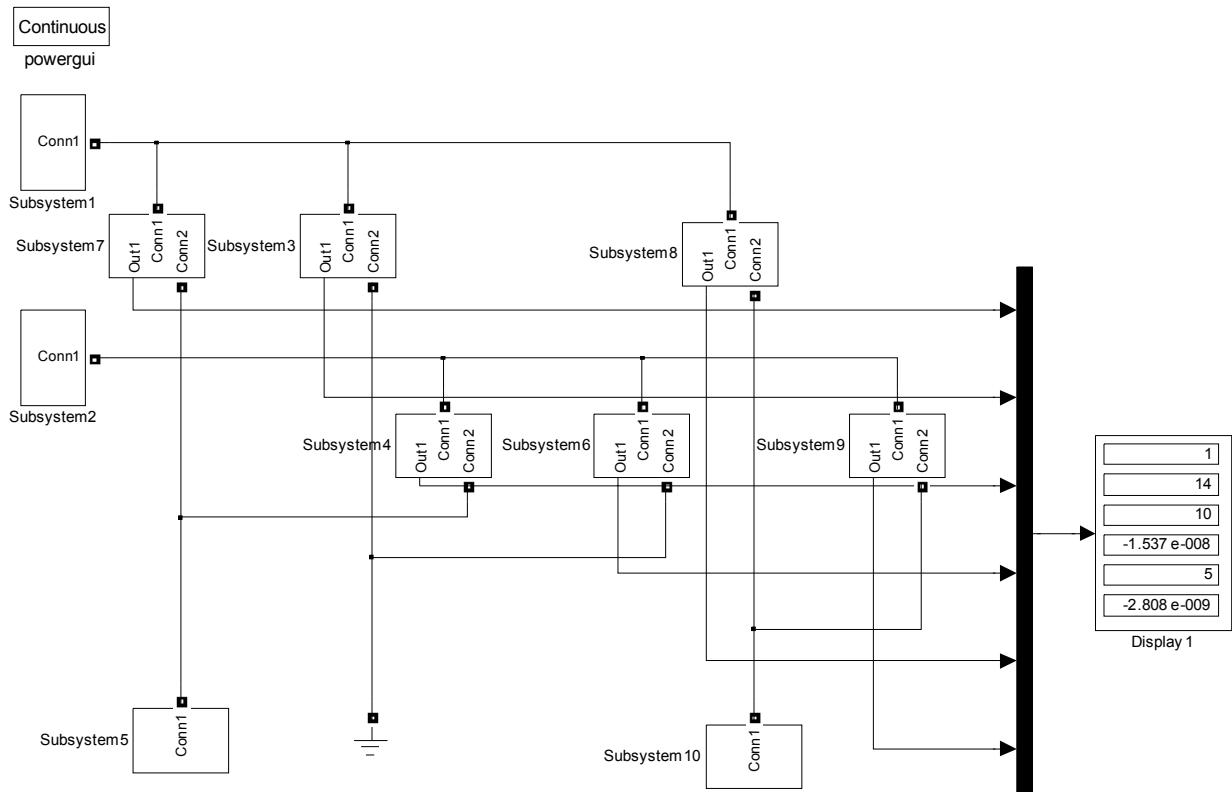 Continuous
powergui
Conn1
Subsystem1
Subsystem7
Out1
Conn1
Conn2
Subsystem3
Out1
Conn1
Conn2
Subsystem8
Out1
Conn1
Conn2
Conn1
Subsystem2
Subsystem4
Out1
Conn1
Conn2
Subsystem6
Out1
Conn1
Conn2
Subsystem9
Out1
Conn1
Conn2
1
14
10
-1.537 e-008
5
-2.808 e-009
Display 1
Subsystem5
Conn1
Subsystem10
Conn1